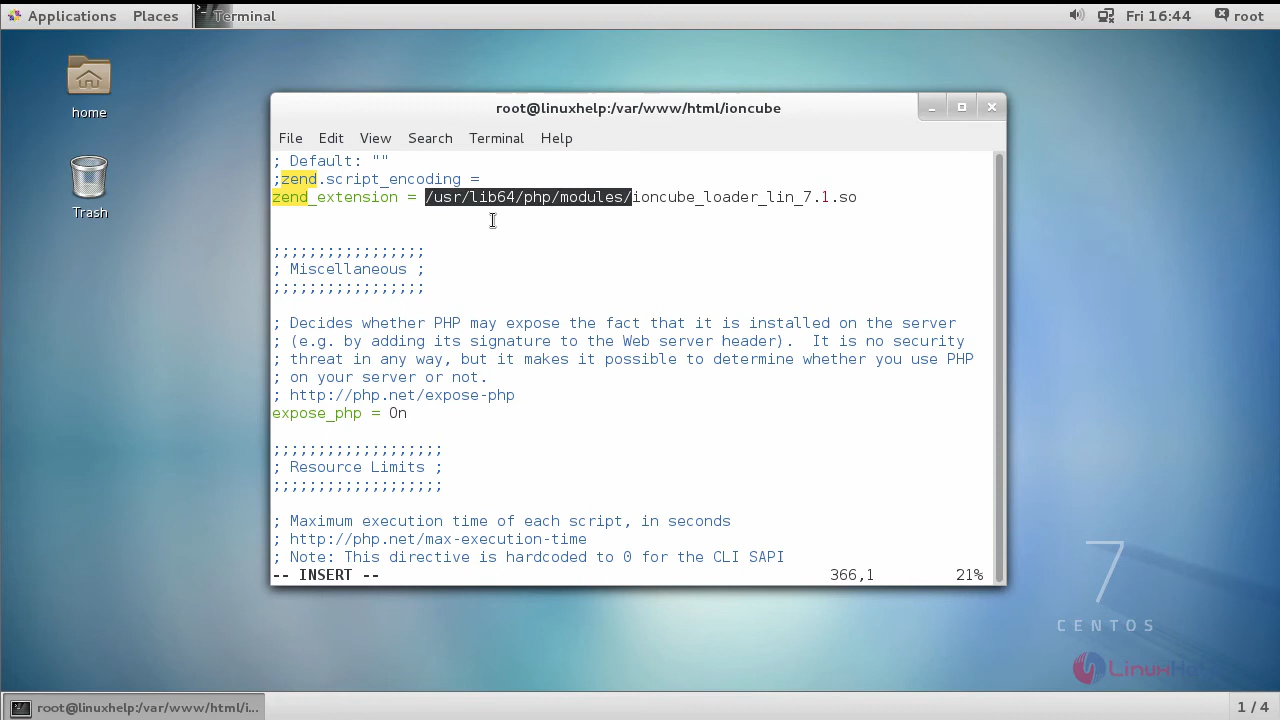 Applications Places Terminal Fri 16:44 root
home
Trash
root@linuxhelp:/var/www/html/ioncube
File Edit View Search Terminal Help
; Default: ""
;zend.script_encoding =
zend_extension = /usr/lib64/php/modules/ioncube_loader_lin_7.1.so
;;;;;;;;;;;;;;;;;
; Miscellaneous ;
;;;;;;;;;;;;;;;;;
; Decides whether PHP may expose the fact that it is installed on the server
; (e.g. by adding its signature to the Web server header).  It is no security
; threat in any way, but it makes it possible to determine whether you use PHP
; on your server or not.
; http://php.net/expose-php
expose_php = On
;;;;;;;;;;;;;;;;;;;
; Resource Limits ;
;;;;;;;;;;;;;;;;;;;
; Maximum execution time of each script, in seconds
; http://php.net/max-execution-time
; Note: This directive is hardcoded to 0 for the CLI SAPI
-- INSERT -- 366,1 21%
7
CENTOS
root@linuxhelp:/var/www/html/i... 1 / 4